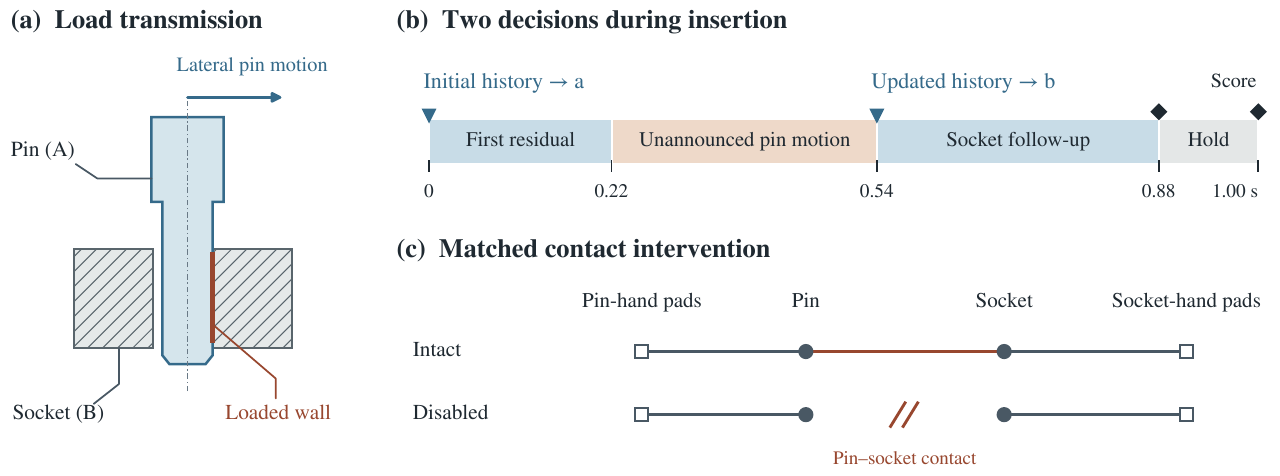 (a) Load transmission
Lateral pin motion
Pin (A)
Socket (B)
Loaded wall
(b) Two decisions during insertion
Initial history → a
Updated history → b
Score
First residual
Unannounced pin motion
Socket follow-up
Hold
0
0.22
0.54
0.88
1.00 s
(c) Matched contact intervention
Pin-hand pads
Pin
Socket
Socket-hand pads
Intact
Disabled
Pin–socket contact